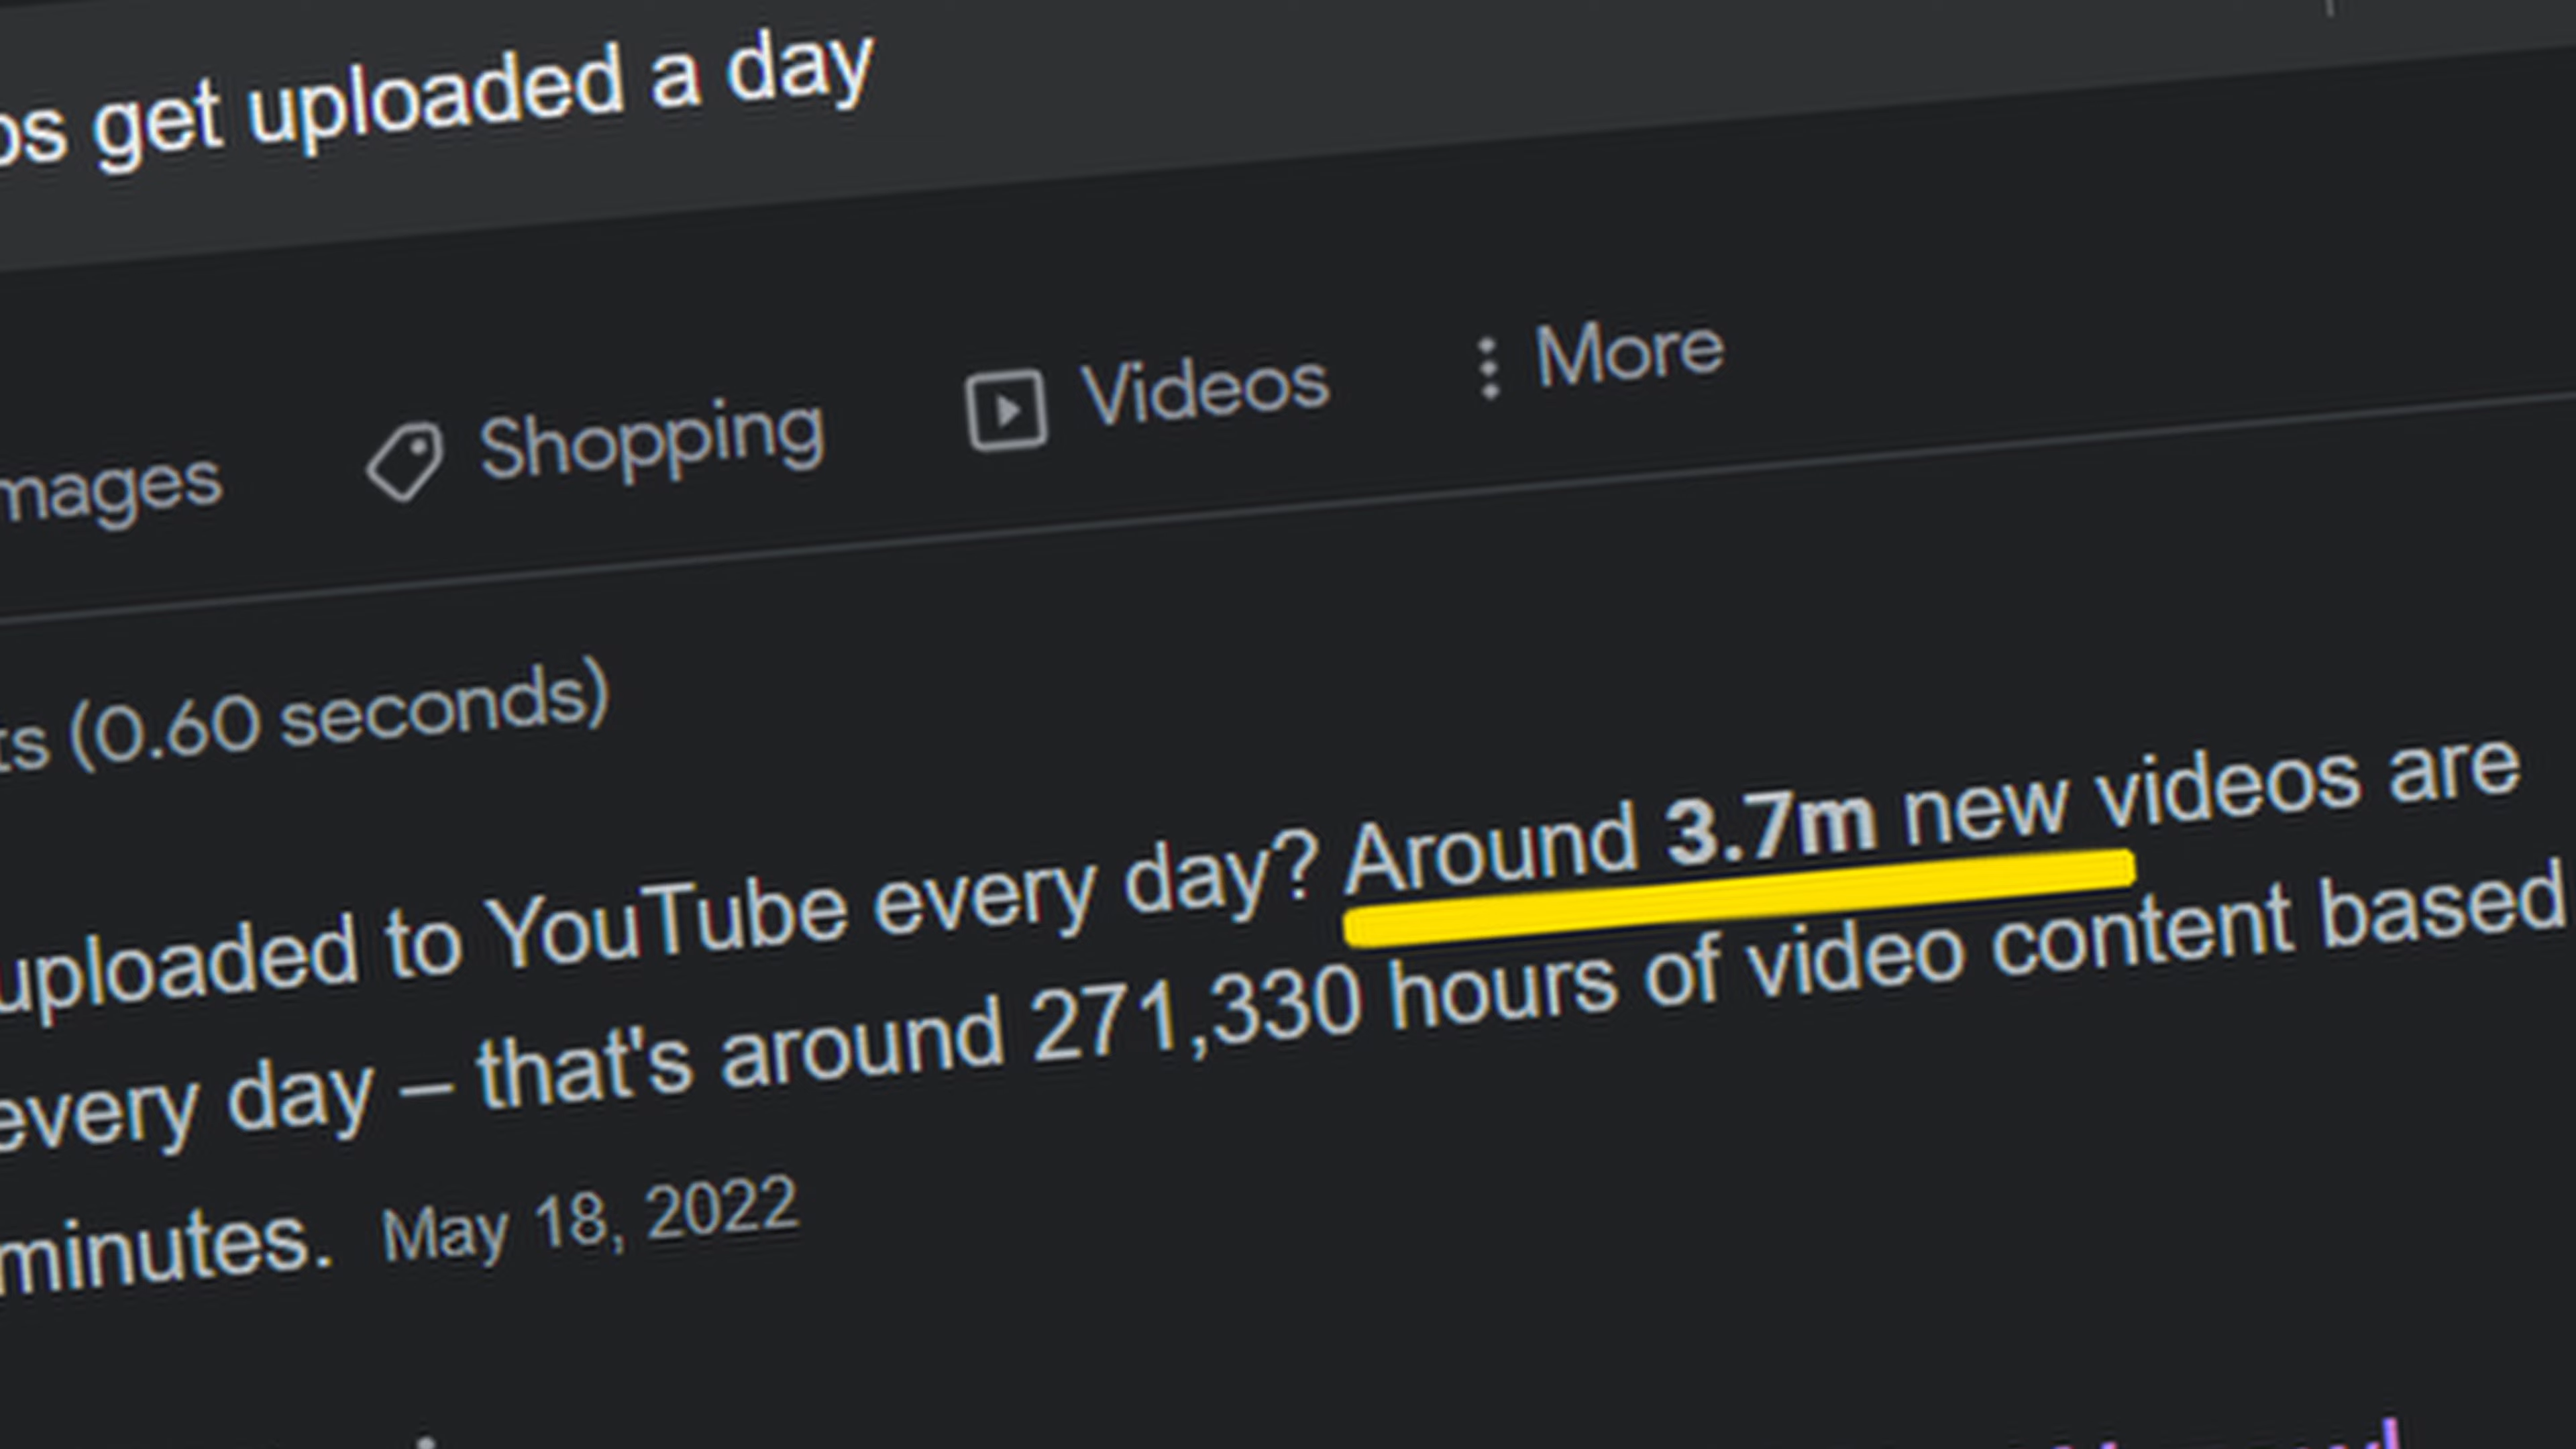 os get uploaded a day
mages Shopping Videos More
ts (0.60 seconds)
uploaded to YouTube every day? Around 3.7m new videos are
every day – that's around 271,330 hours of video content based
minutes. May 18, 2022